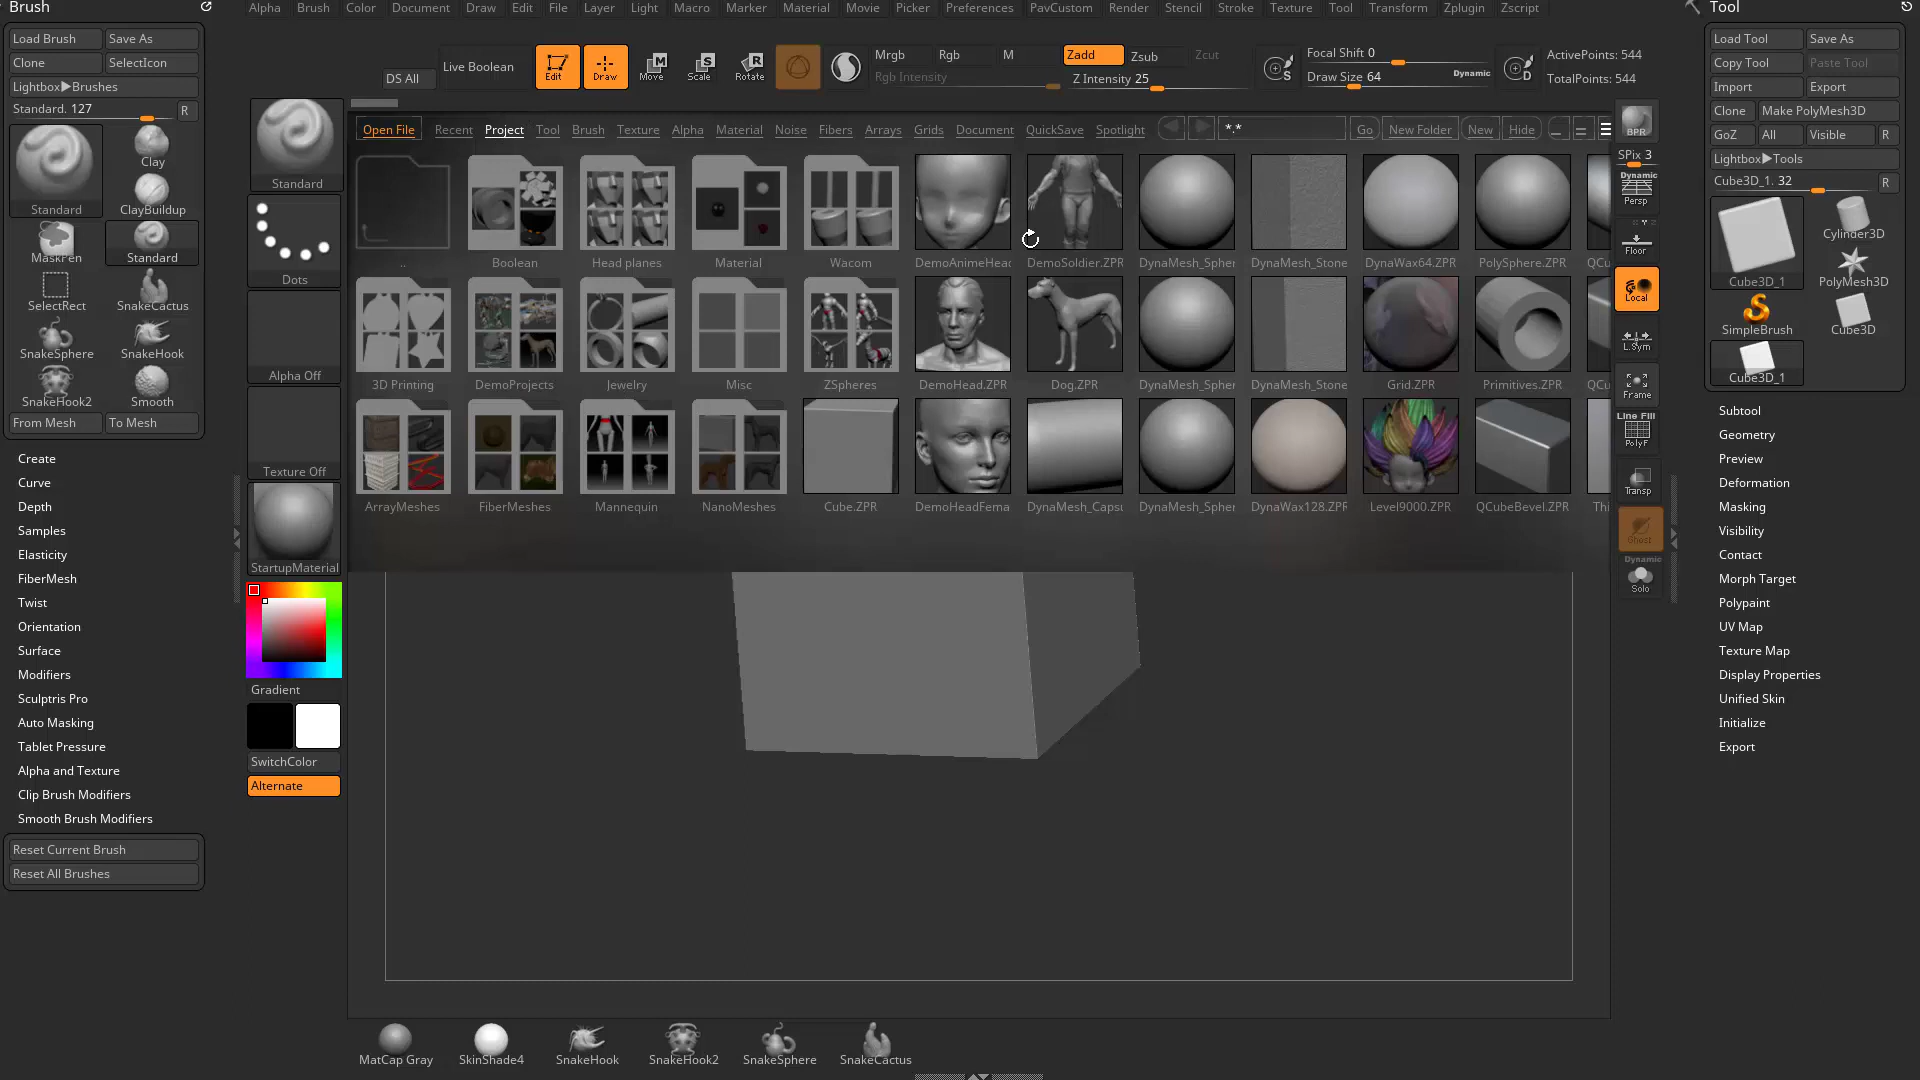 Brush
Alpha Brush Color Document Draw Edit File Layer Light Macro Marker Material Movie Picker Preferences PavCustom Render Stencil Stroke Texture Tool Transform Zplugin Zscript
Tool
Load Brush Save As
Clone SelectIcon
Lightbox▶Brushes
Standard. 127 R
Standard
Clay
ClayBuildup
MaskPen
Standard
SelectRect
SnakeCactus
SnakeSphere
SnakeHook
SnakeHook2
Smooth
From Mesh To Mesh
Create
Curve
Depth
Samples
Elasticity
FiberMesh
Twist
Orientation
Surface
Modifiers
Sculptris Pro
Auto Masking
Tablet Pressure
Alpha and Texture
Clip Brush Modifiers
Smooth Brush Modifiers
Reset Current Brush
Reset All Brushes
Standard
Dots
Alpha Off
Texture Off
StartupMaterial
Gradient
SwitchColor
Alternate
DS All
Live Boolean
Edit
Draw
Move
Scale
Rotate
Mrgb Rgb M
Rgb Intensity
Zadd Zsub Zcut
Z Intensity 25
Focal Shift 0
Draw Size 64
Dynamic
ActivePoints: 544
TotalPoints: 544
Open File Recent Project Tool Brush Texture Alpha Material Noise Fibers Arrays Grids Document QuickSave Spotlight *.* Go New Folder New Hide
.. Boolean Head planes Material Wacom DemoAnimeHead DemoSoldier.ZPR DynaMesh_Spher DynaMesh_Stone DynaWax64.ZPR PolySphere.ZPR QCu
3D Printing DemoProjects Jewelry Misc ZSpheres DemoHead.ZPR Dog.ZPR DynaMesh_Spher DynaMesh_Stone Grid.ZPR Primitives.ZPR QCu
ArrayMeshes FiberMeshes Mannequin NanoMeshes Cube.ZPR DemoHeadFema DynaMesh_Capsu DynaMesh_Spher DynaWax128.ZPR Level9000.ZPR QCubeBevel.ZPR Thi
BPR
SPix 3
Dynamic
Persp
Floor
Local
L.Sym
Frame
Line Fill
PolyF
Transp
Ghost
Dynamic
Solo
Load Tool Save As
Copy Tool Paste Tool
Import Export
Clone Make PolyMesh3D
GoZ All Visible R
Lightbox▶Tools
Cube3D_1. 32 R
Cube3D_1
Cylinder3D
PolyMesh3D
SimpleBrush
Cube3D
Cube3D_1
Subtool
Geometry
Preview
Deformation
Masking
Visibility
Contact
Morph Target
Polypaint
UV Map
Texture Map
Display Properties
Unified Skin
Initialize
Export
MatCap Gray SkinShade4 SnakeHook SnakeHook2 SnakeSphere SnakeCactus